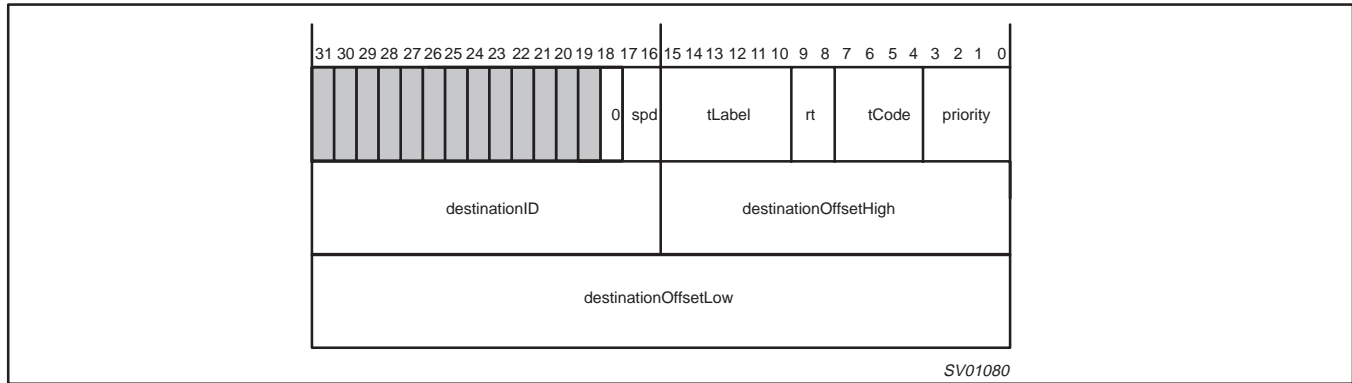 31 30 29 28 27 26 25 24 23 22 21 20 19 18 17 16 15 14 13 12 11 10 9 8 7 6 5 4 3 2 1 0
0 spd tLabel rt tCode priority
destinationID destinationOffsetHigh
destinationOffsetLow
SV01080